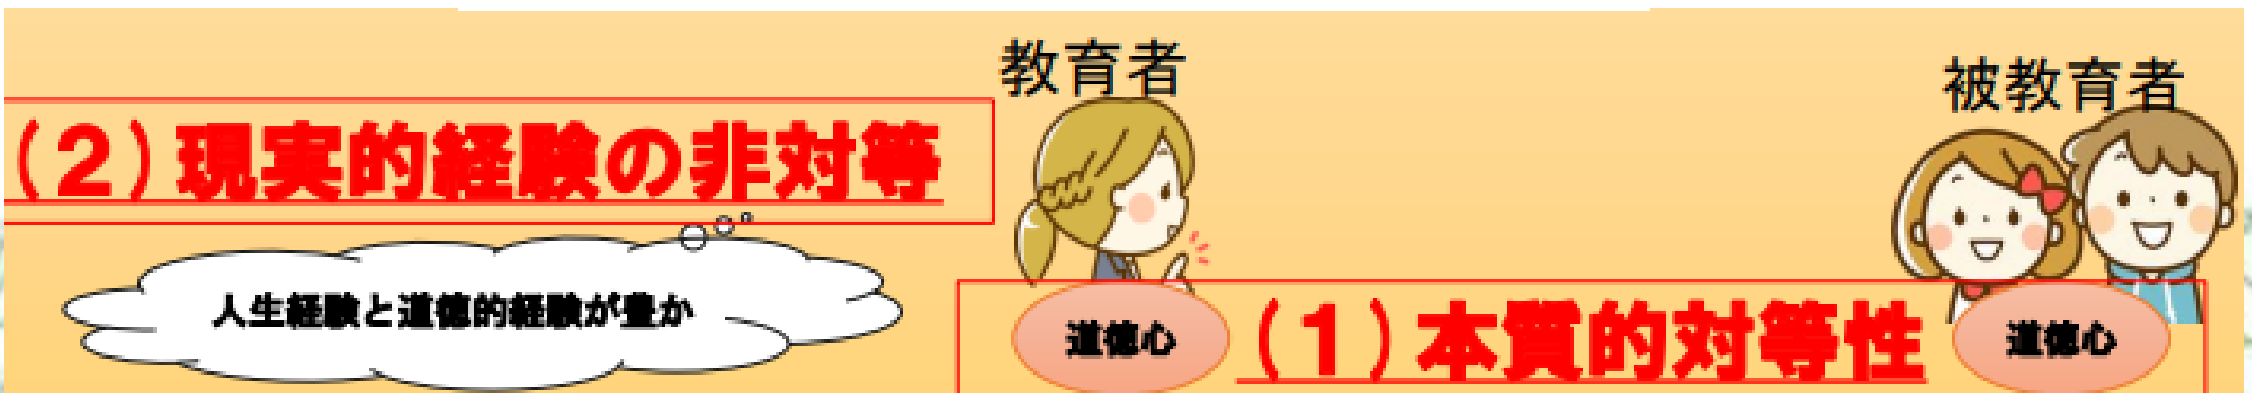 教育者
被教育者
(2)現実的経験の非対等
人生経験と道徳的経験が豊か
道徳心
(1)本質的対等性
道徳心